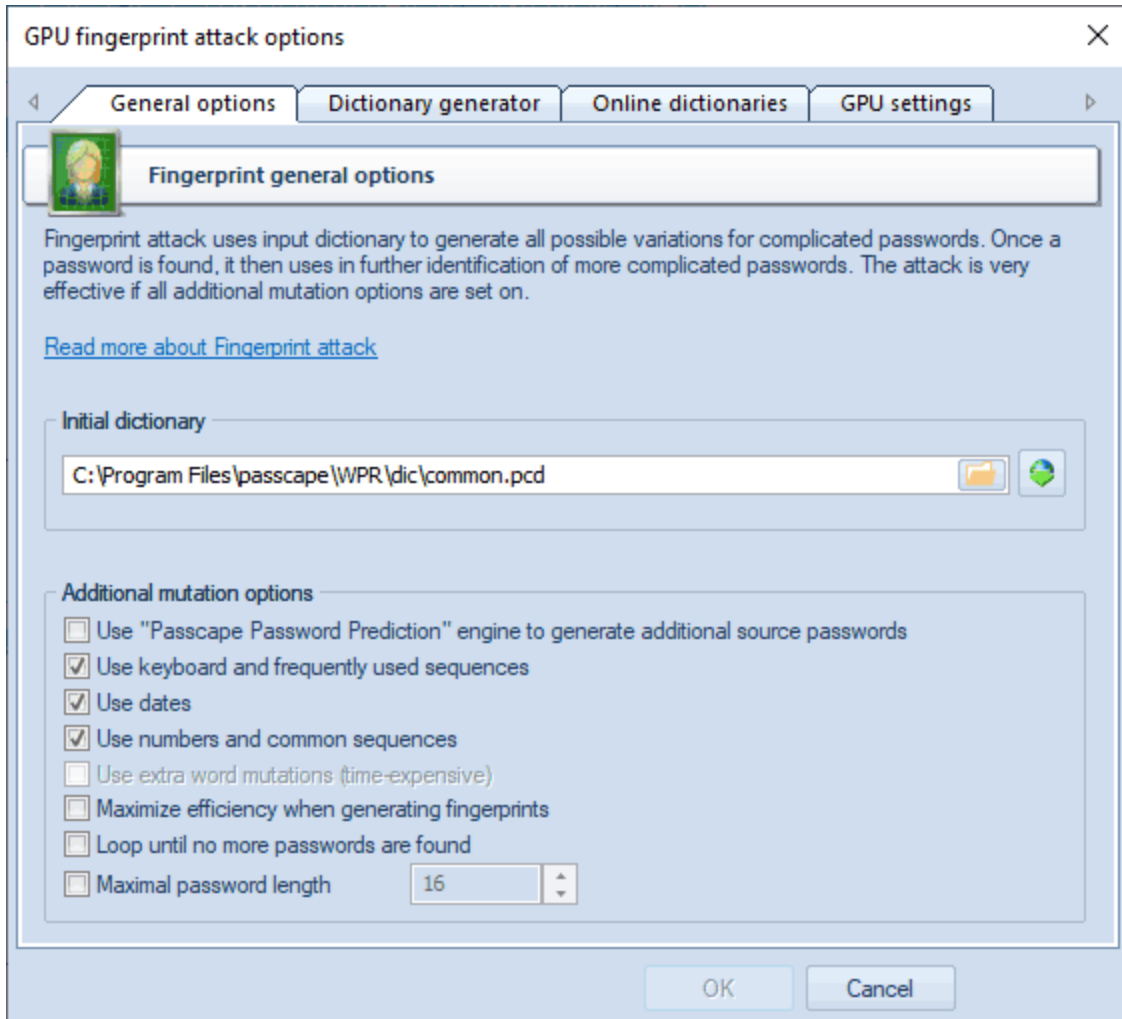 GPU fingerprint attack options
General options
Dictionary generator
Online dictionaries
GPU settings
Fingerprint general options
Fingerprint attack uses input dictionary to generate all possible variations for complicated passwords. Once a
password is found, it then uses in further identification of more complicated passwords. The attack is very
effective if all additional mutation options are set on.
Read more about Fingerprint attack
Initial dictionary
C:\Program Files\passcape\WPR\dic\common.pcd
Additional mutation options
Use "Passcape Password Prediction" engine to generate additional source passwords
Use keyboard and frequently used sequences
Use dates
Use numbers and common sequences
Use extra word mutations (time-expensive)
Maximize efficiency when generating fingerprints
Loop until no more passwords are found
Maximal password length 16
OK Cancel